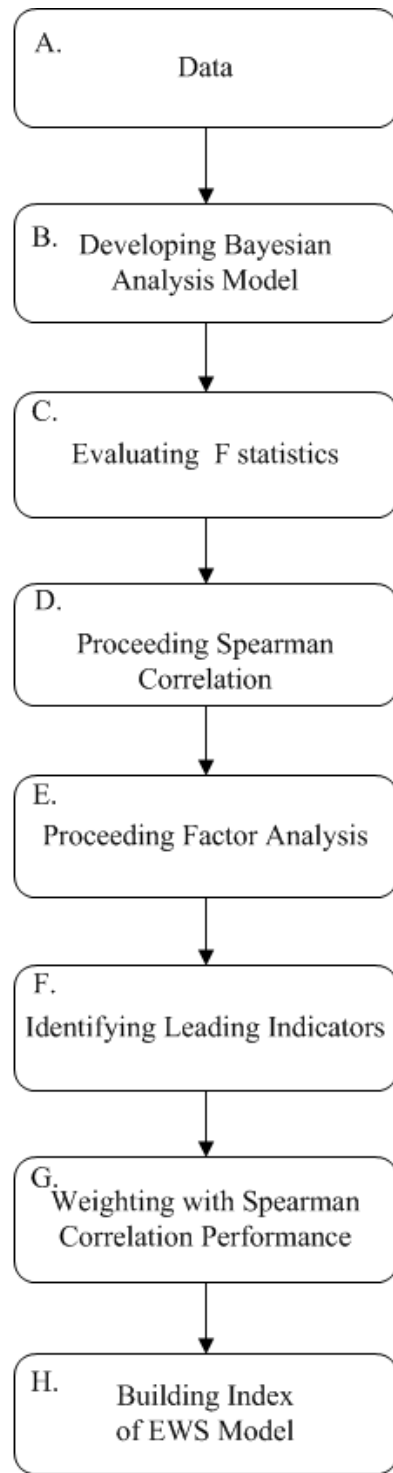 A.
Data
B.
Developing Bayesian
Analysis Model
C.
Evaluating F statistics
D.
Proceeding Spearman
Correlation
E.
Proceeding Factor Analysis
F.
Identifying Leading Indicators
G.
Weighting with Spearman
Correlation Performance
H.
Building Index
of EWS Model